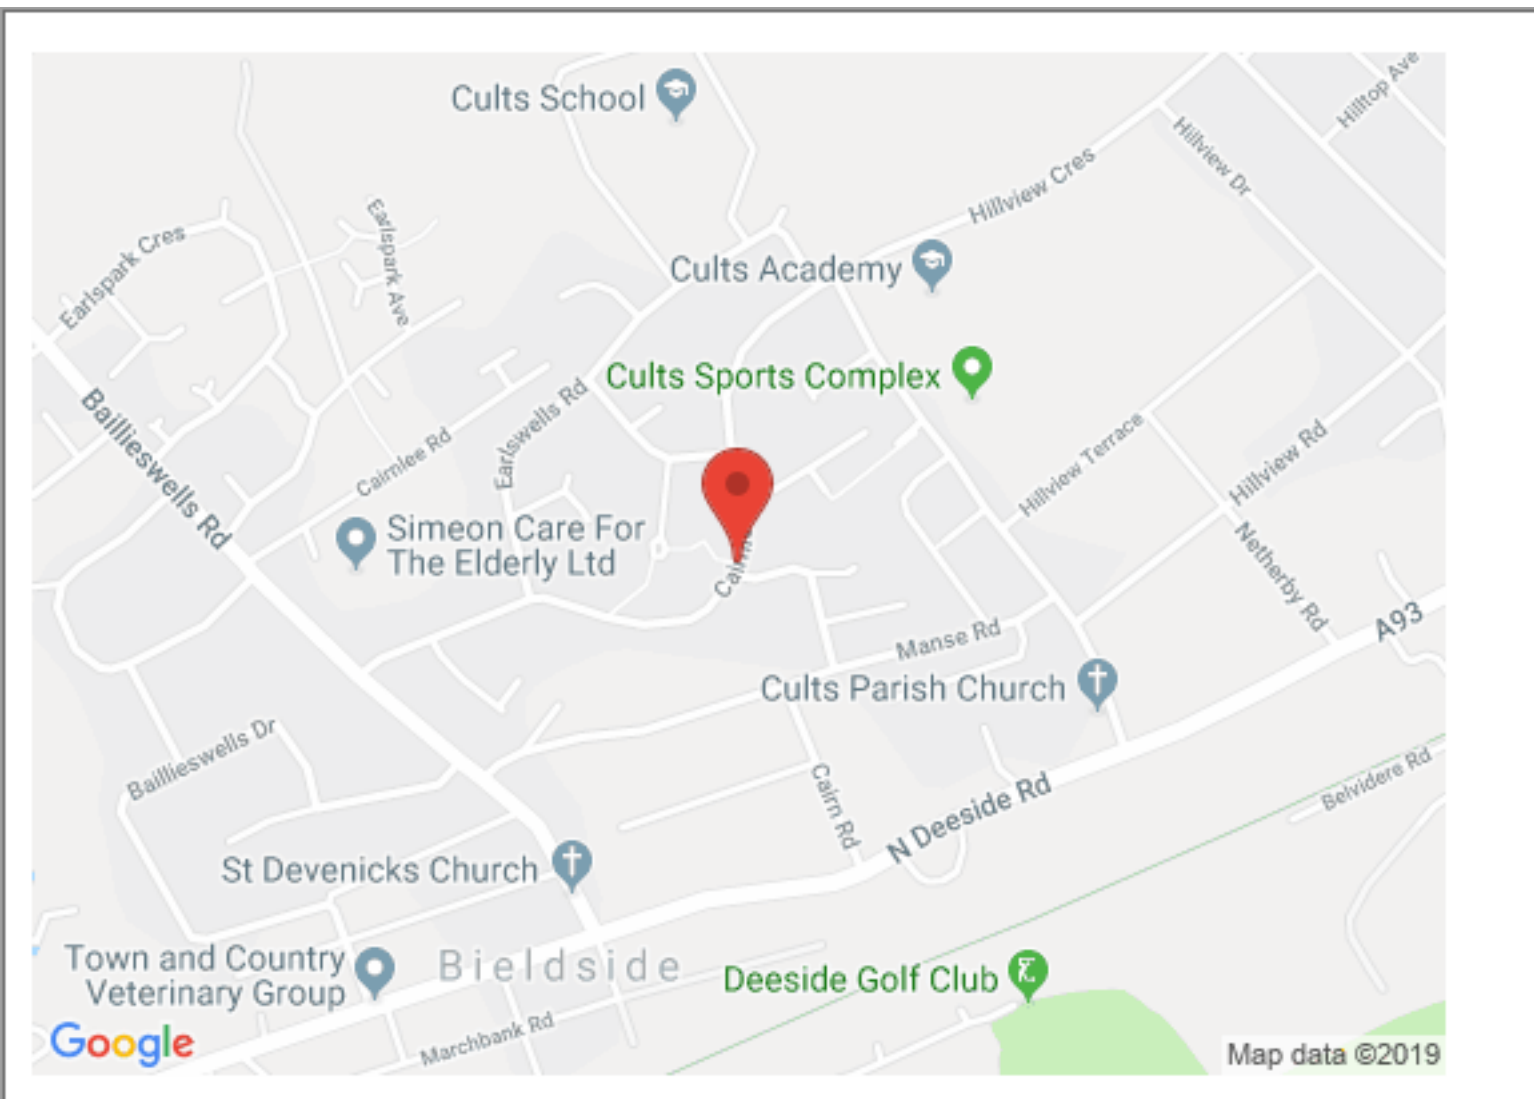 Cults School
Hilltop Ave
Hillview Dr
Hillview Cres
Earlspark Ave
Earlspark Cres
Cults Academy
Cults Sports Complex
Baillieswells Rd
Earlswells Rd
Cairnlee Rd
Hillview Terrace
Hillview Rd
Simeon Care For
The Elderly Ltd
Netherby Rd
A93
Manse Rd
Cults Parish Church
Baillieswells Dr
Belvidere Rd
Cairn Rd
N Deeside Rd
St Devenicks Church
Town and Country
Veterinary Group
Bieldside
Deeside Golf Club
Marchbank Rd
Google
Map data ©2019